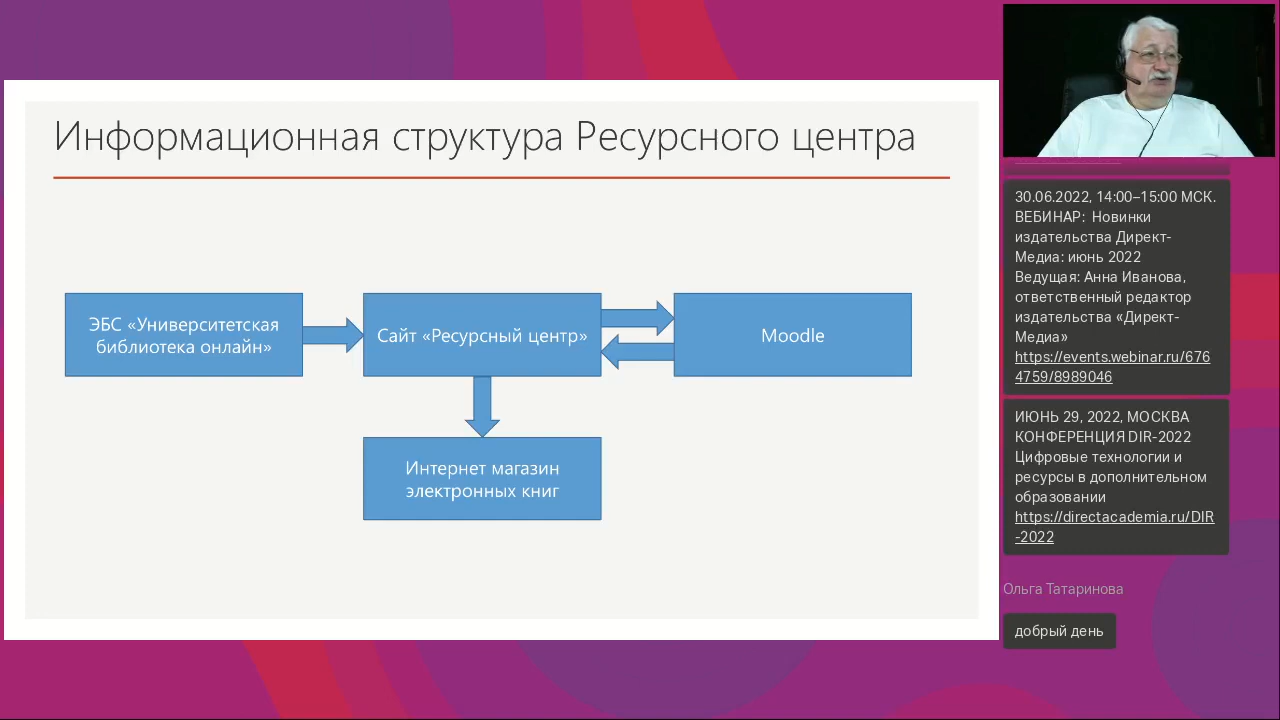 Информационная структура Ресурсного центра
ЭБС «Университетская
библиотека онлайн»
Сайт «Ресурсный центр»
Moodle
Интернет магазин
электронных книг
30.06.2022, 14:00–15:00 МСК.
ВЕБИНАР: Новинки
издательства Директ-
Медиа: июнь 2022
Ведущая: Анна Иванова,
ответственный редактор
издательства «Директ-
Медиа»
https://events.webinar.ru/676
4759/8989046
ИЮНЬ 29, 2022, МОСКВА
КОНФЕРЕНЦИЯ DIR-2022
Цифровые технологии и
ресурсы в дополнительном
образовании
https://directacademia.ru/DIR
-2022
Ольга Татаринова
добрый день